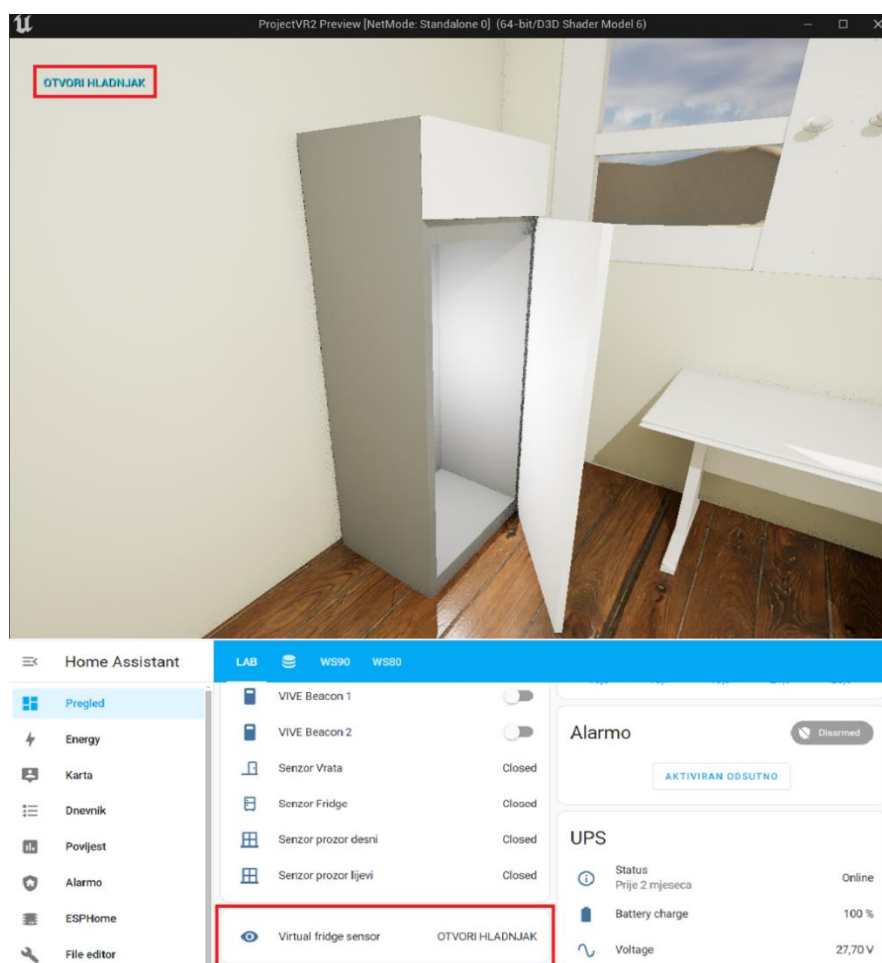 ProjectVR2 Preview [NetMode: Standalone 0] (64-bit/D3D Shader Model 6)
OTVORI HLADNJAK
Home Assistant
LAB
WS90
WS80
Pregled
Energy
Karta
Dnevnik
Povijest
Alarmo
ESPHome
File editor
VIVE Beacon 1
VIVE Beacon 2
Senzor Vrata Closed
Senzor Fridge Closed
Senzor prozor desni Closed
Senzor prozor lijevi Closed
Virtual fridge sensor OTVORI HLADNJAK
Alarmo Disarmed
AKTIVIRAN ODSUTNO
UPS
Status Online
Prije 2 mjeseca
Battery charge 100 %
Voltage 27,70 V